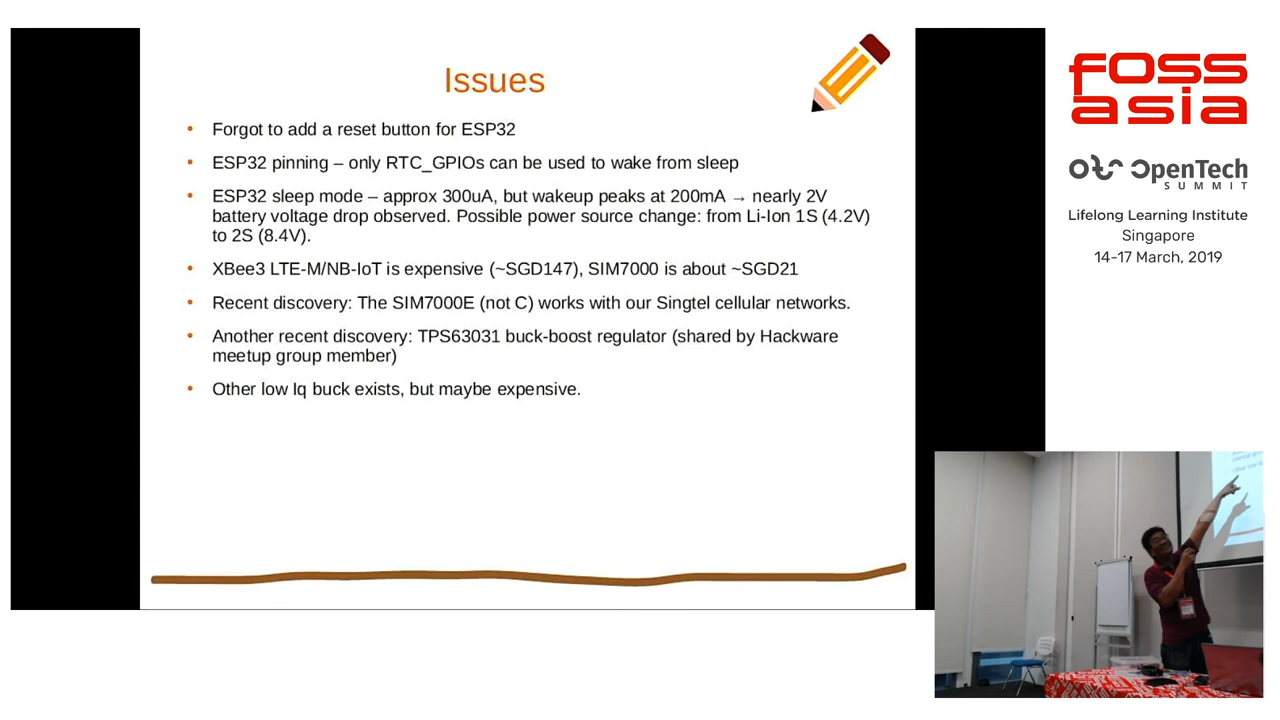 Issues
• Forgot to add a reset button for ESP32
• ESP32 pinning – only RTC_GPIOs can be used to wake from sleep
• ESP32 sleep mode – approx 300uA, but wakeup peaks at 200mA → nearly 2V
battery voltage drop observed. Possible power source change: from Li-Ion 1S (4.2V)
to 2S (8.4V).
• XBee3 LTE-M/NB-IoT is expensive (~SGD147), SIM7000 is about ~SGD21
• Recent discovery: The SIM7000E (not C) works with our Singtel cellular networks.
• Another recent discovery: TPS63031 buck-boost regulator (shared by Hackware
meetup group member)
• Other low Iq buck exists, but maybe expensive.
foss
asia
OpenTech
SUMMIT
Lifelong Learning Institute
Singapore
14-17 March, 2019